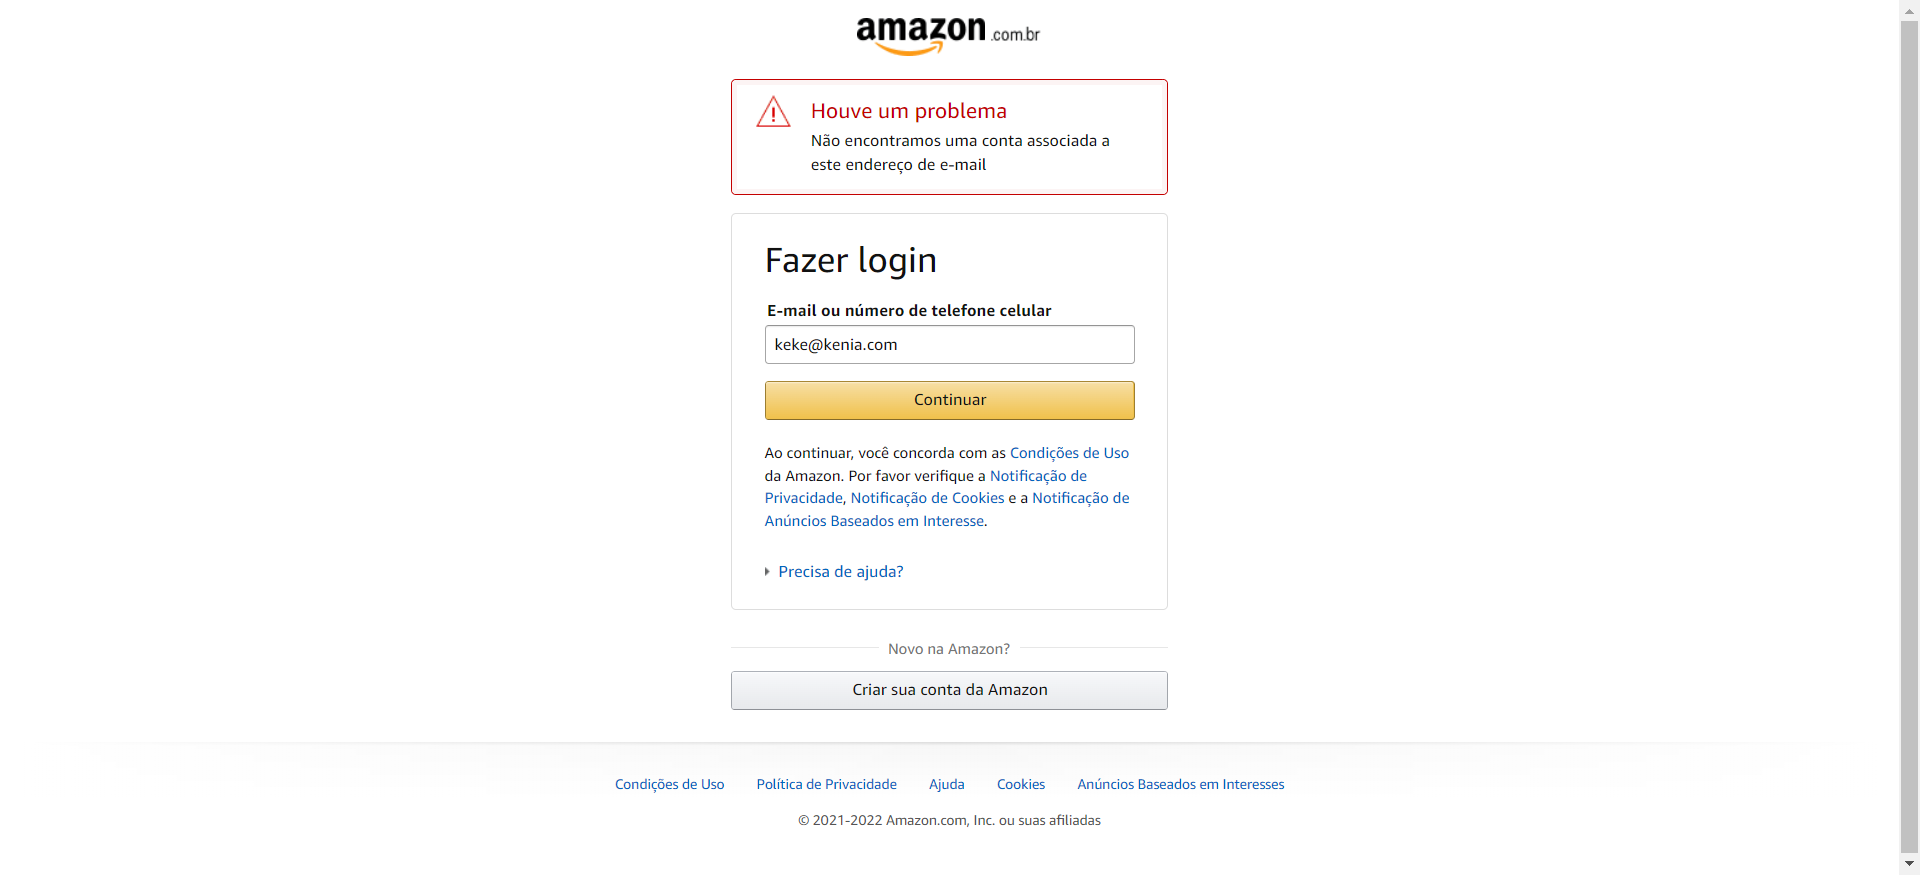 amazon.com.br
Houve um problema
Não encontramos uma conta associada a
este endereço de e-mail
Fazer login
E-mail ou número de telefone celular
keke@kenia.com
Continuar
Ao continuar, você concorda com as Condições de Uso
da Amazon. Por favor verifique a Notificação de
Privacidade, Notificação de Cookies e a Notificação de
Anúncios Baseados em Interesse.
Precisa de ajuda?
Novo na Amazon?
Criar sua conta da Amazon
Condições de Uso Política de Privacidade Ajuda Cookies Anúncios Baseados em Interesses
© 2021-2022 Amazon.com, Inc. ou suas afiliadas